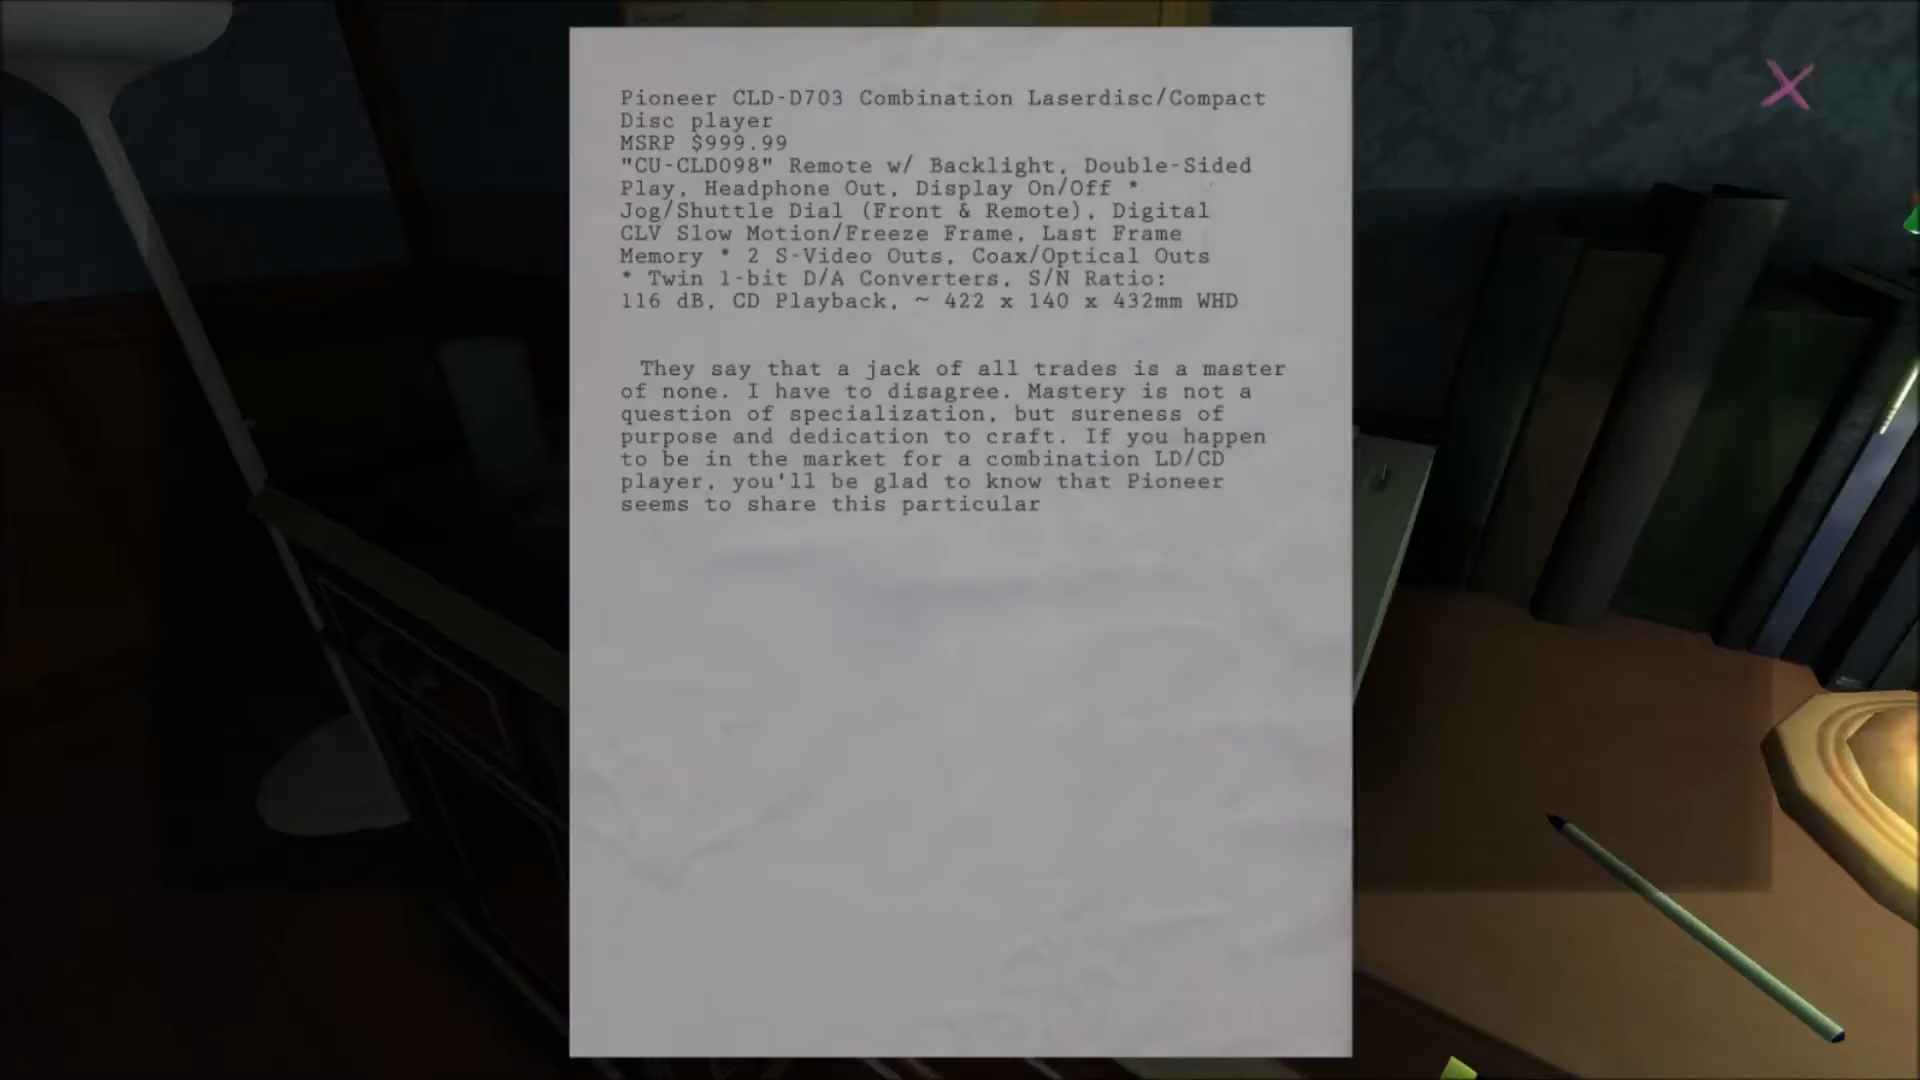 Pioneer CLD-D703 Combination Laserdisc/Compact
Disc player
MSRP $999.99
"CU-CLD098" Remote w/ Backlight, Double-Sided
Play, Headphone Out, Display On/Off *
Jog/Shuttle Dial (Front & Remote), Digital
CLV Slow Motion/Freeze Frame, Last Frame
Memory * 2 S-Video Outs, Coax/Optical Outs
* Twin 1-bit D/A Converters, S/N Ratio:
116 dB, CD Playback, ~ 422 x 140 x 432mm WHD
They say that a jack of all trades is a master
of none. I have to disagree. Mastery is not a
question of specialization, but sureness of
purpose and dedication to craft. If you happen
to be in the market for a combination LD/CD
player, you'll be glad to know that Pioneer
seems to share this particular